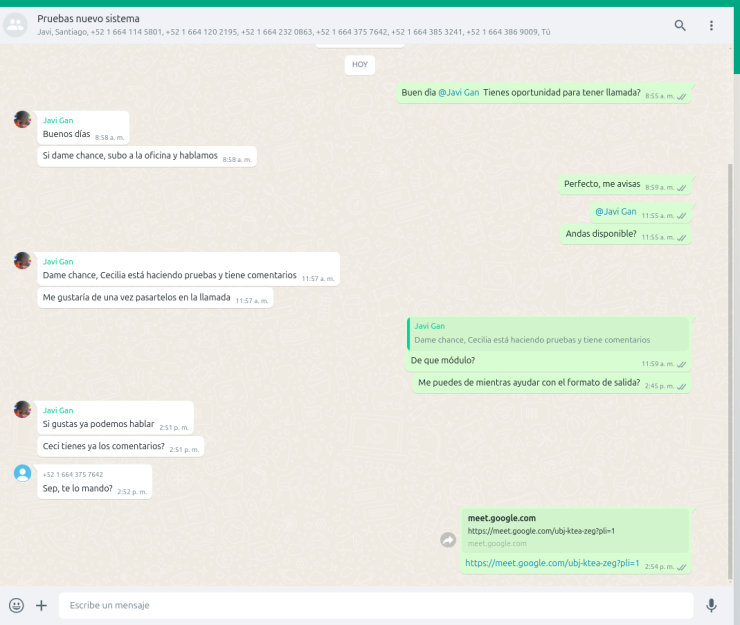 Pruebas nuevo sistema
Javi, Santiago, +52 1 664 114 5801, +52 1 664 120 2195, +52 1 664 232 0863, +52 1 664 375 7642, +52 1 664 385 3241, +52 1 664 386 9009, Tú
HOY
Buen día @Javi Gan Tienes oportunidad para tener llamada? 8:55 a. m.
Javi Gan
Buenos días 8:58 a. m.
Si dame chance, subo a la oficina y hablamos 8:58 a. m.
Perfecto, me avisas 8:59 a. m.
@Javi Gan 11:55 a. m.
Andas disponible? 11:55 a. m.
Javi Gan
Dame chance, Cecilia está haciendo pruebas y tiene comentarios 11:57 a. m.
Me gustaría de una vez pasartelos en la llamada 11:57 a. m.
Javi Gan
Dame chance, Cecilia está haciendo pruebas y tiene comentarios
De que módulo? 11:59 a. m.
Me puedes de mientras ayudar con el formato de salida? 2:45 p. m.
Javi Gan
Si gustas ya podemos hablar 2:51 p. m.
Ceci tienes ya los comentarios? 2:51 p. m.
+52 1 664 375 7642
Sep, te lo mando? 2:52 p. m.
meet.google.com
https://meet.google.com/ubj-ktea-zeg?pli=1
meet.google.com
https://meet.google.com/ubj-ktea-zeg?pli=1 2:54 p. m.
Escribe un mensaje